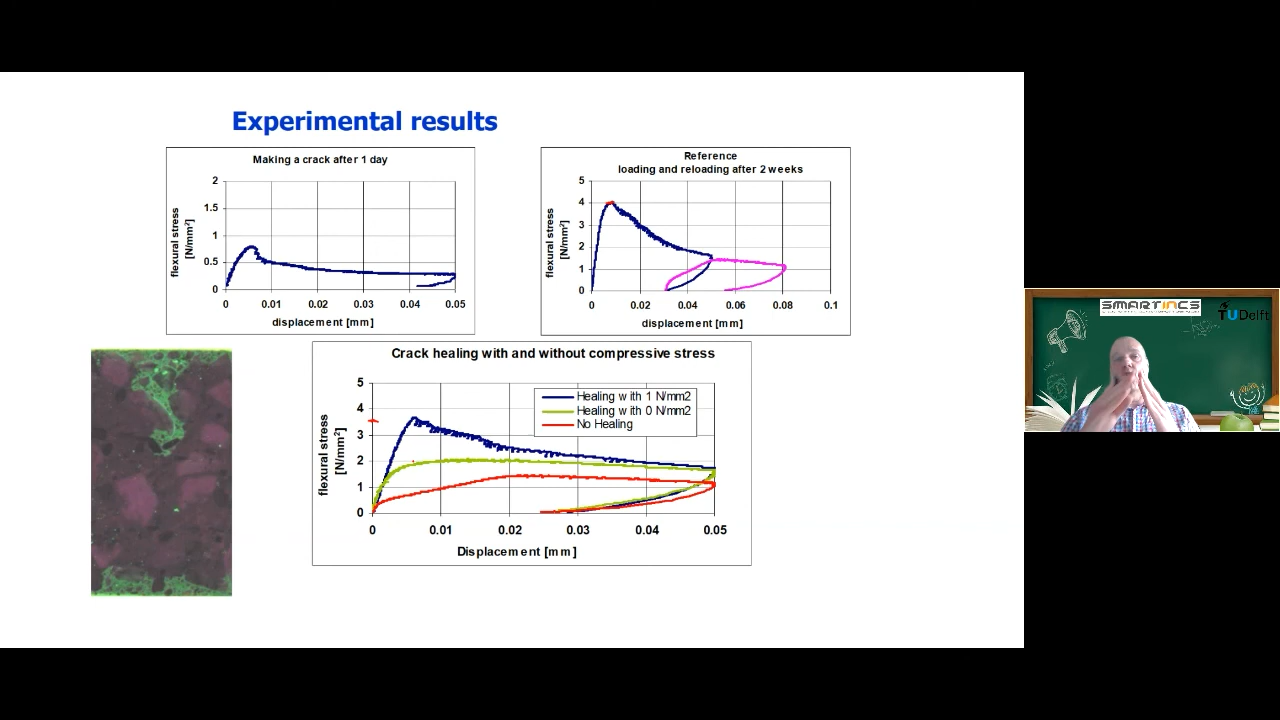 Experimental results
Making a crack after 1 day
2
1.5
1
0.5
0
flexural stress
[N/mm²]
0 0.01 0.02 0.03 0.04 0.05
displacement [mm]
Reference
loading and reloading after 2 weeks
5
4
3
2
1
0
flexural stress
[N/mm²]
0 0.02 0.04 0.06 0.08 0.1
displacement [mm]
Crack healing with and without compressive stress
5
4
3
2
1
0
flexural stress
[N/mm²]
Healing with 1 N/mm2
Healing with 0 N/mm2
No Healing
0 0.01 0.02 0.03 0.04 0.05
Displacement [mm]
SMARTINCS
TUDelft